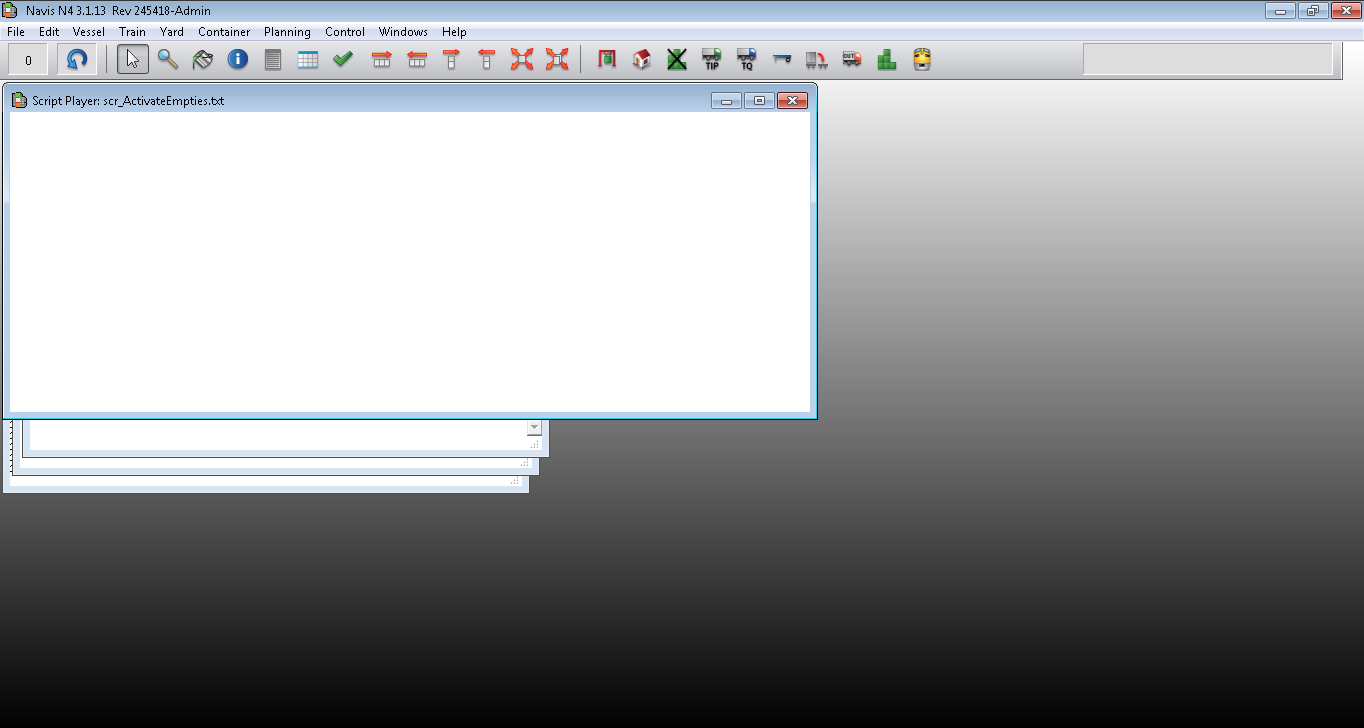 Navis N4 3.1.13 Rev 245418-Admin
File Edit Vessel Train Yard Container Planning Control Windows Help
0
TIP TQ OUT
Script Player: scr_ActivateEmpties.txt